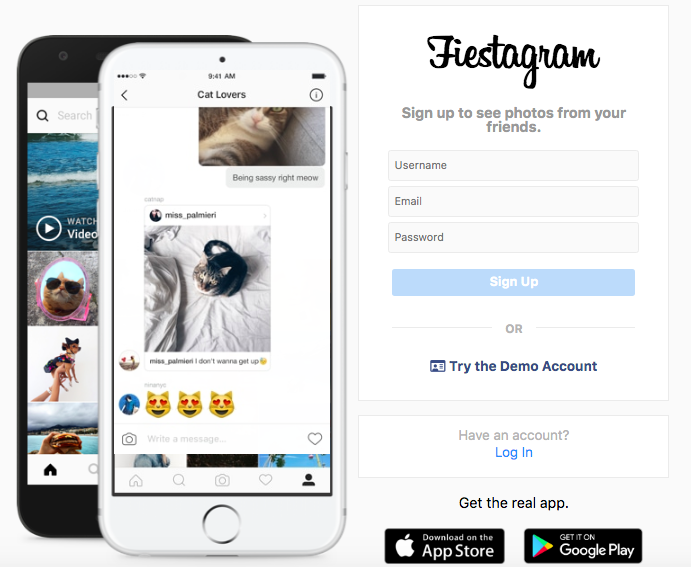 Search
WATCH
Video
9:41 AM
Cat Lovers
Being sassy right meow
catnap
miss_palmieri
miss_palmieri I don't wanna get up😴
ninanyc
😻😻😻
Write a message...
Fiestagram
Sign up to see photos from your
friends.
Username
Email
Password
Sign Up
OR
Try the Demo Account
Have an account?
Log In
Get the real app.
Download on the
App Store
GET IT ON
Google Play